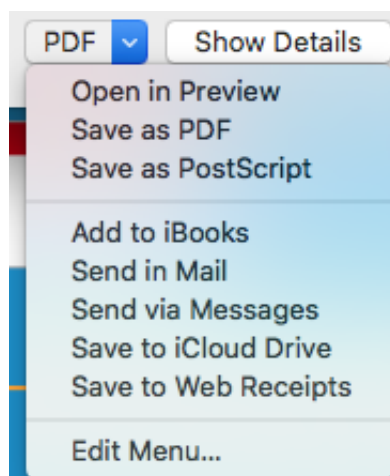 PDF Show Details
Open in Preview
Save as PDF
Save as PostScript
Add to iBooks
Send in Mail
Send via Messages
Save to iCloud Drive
Save to Web Receipts
Edit Menu...